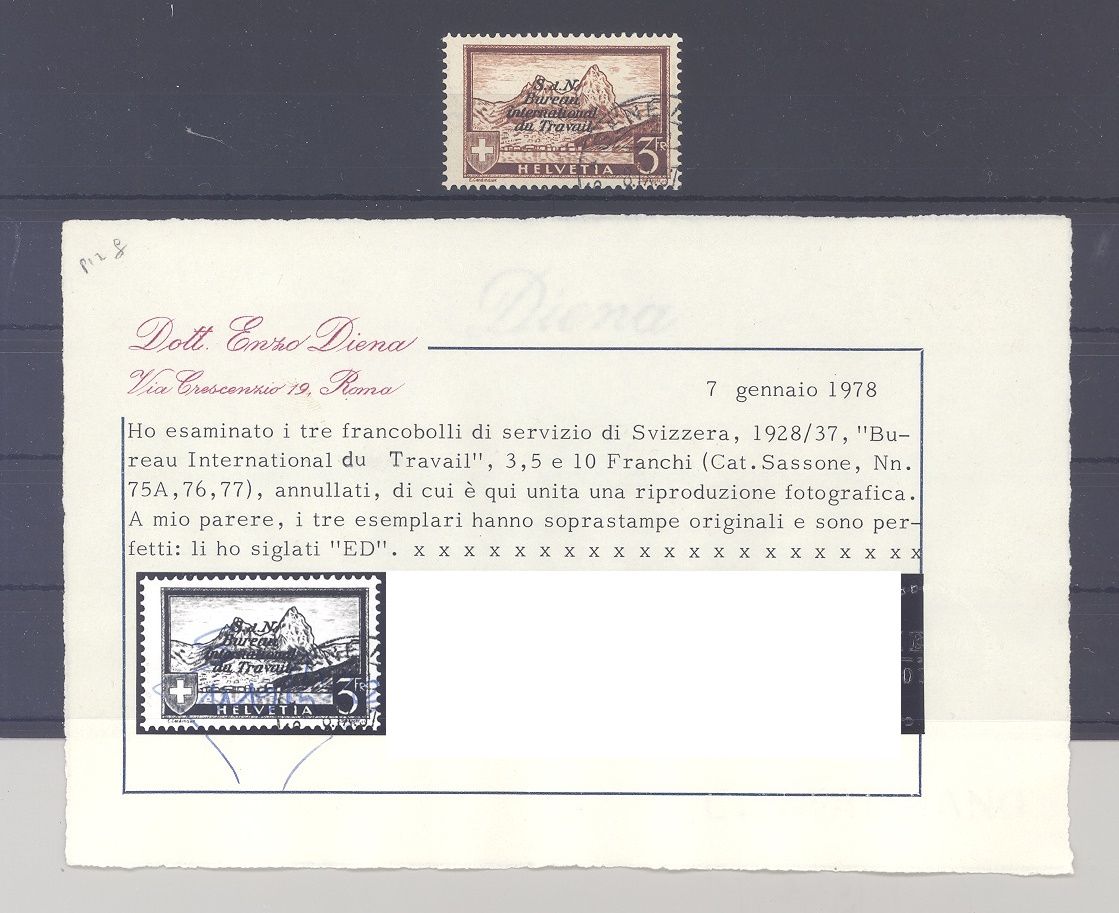 S.d.N.
Bureau
international
du Travail
3 FR
HELVETIA
Diena
Dott. Enzo Diena
Via Crescenzio 19, Roma
7 gennaio 1978
Ho esaminato i tre francobolli di servizio di Svizzera, 1928/37, "Bu-
reau International du Travail", 3,5 e 10 Franchi (Cat.Sassone, Nn.
75A,76,77), annullati, di cui è qui unita una riproduzione fotografica.
A mio parere, i tre esemplari hanno soprastampe originali e sono per-
fetti: li ho siglati "ED". x x x x x x x x x x x x x x x x x x x x x
S.d.N.
Bureau
international
du Travail
3 FR
HELVETIA